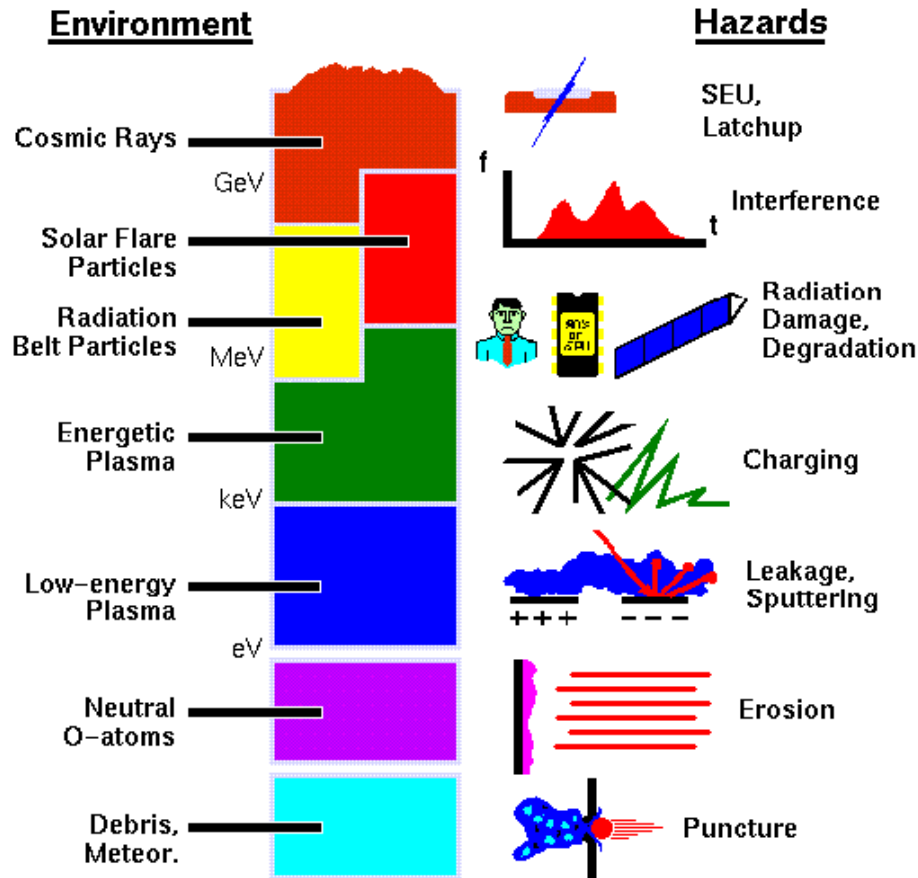 Environment
Hazards
Cosmic Rays
SEU,
Latchup
GeV
f
t
Interference
Solar Flare
Particles
Radiation
Belt Particles
MeV
Radiation
Damage,
Degradation
Energetic
Plasma
keV
Charging
Low-energy
Plasma
eV
+ + +
- - -
Leakage,
Sputtering
Neutral
O-atoms
Erosion
Debris,
Meteor.
Puncture